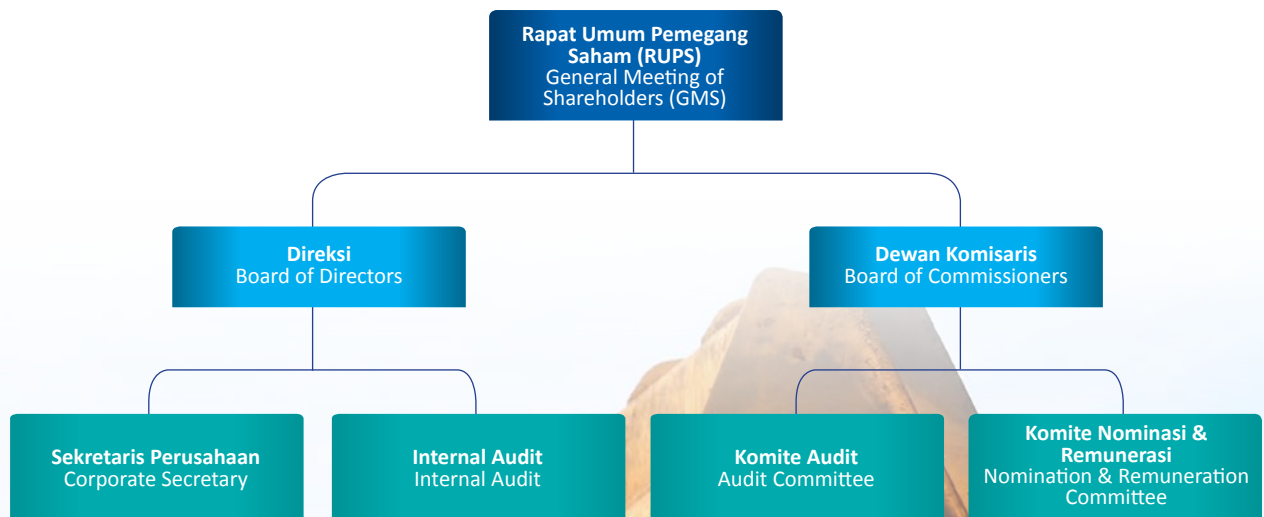 Rapat Umum Pemegang
Saham (RUPS)
General Meeting of
Shareholders (GMS)
Direksi
Board of Directors
Dewan Komisaris
Board of Commissioners
Sekretaris Perusahaan
Corporate Secretary
Internal Audit
Internal Audit
Komite Audit
Audit Committee
Komite Nominasi &
Remunerasi
Nomination & Remuneration
Committee